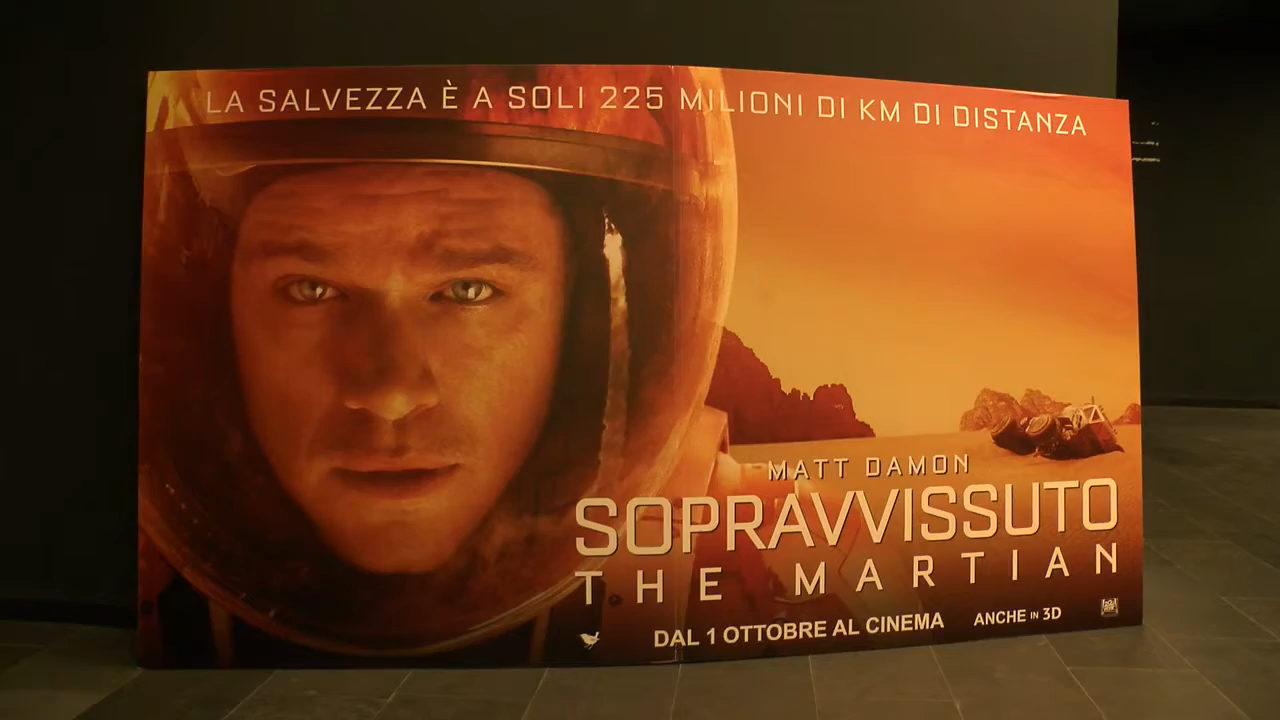 LA SALVEZZA È A SOLI 225 MILIONI DI KM DI DISTANZA
MATT DAMON
SOPRAVVISSUTO
THE MARTIAN
DAL 1 OTTOBRE AL CINEMA ANCHE IN 3D